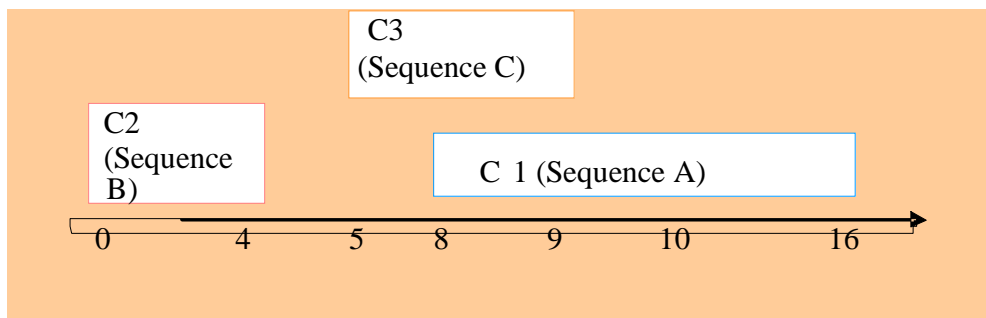 C3
(Sequence C)
C2
(Sequence
B)
C 1 (Sequence A)
0 4 5 8 9 10 16